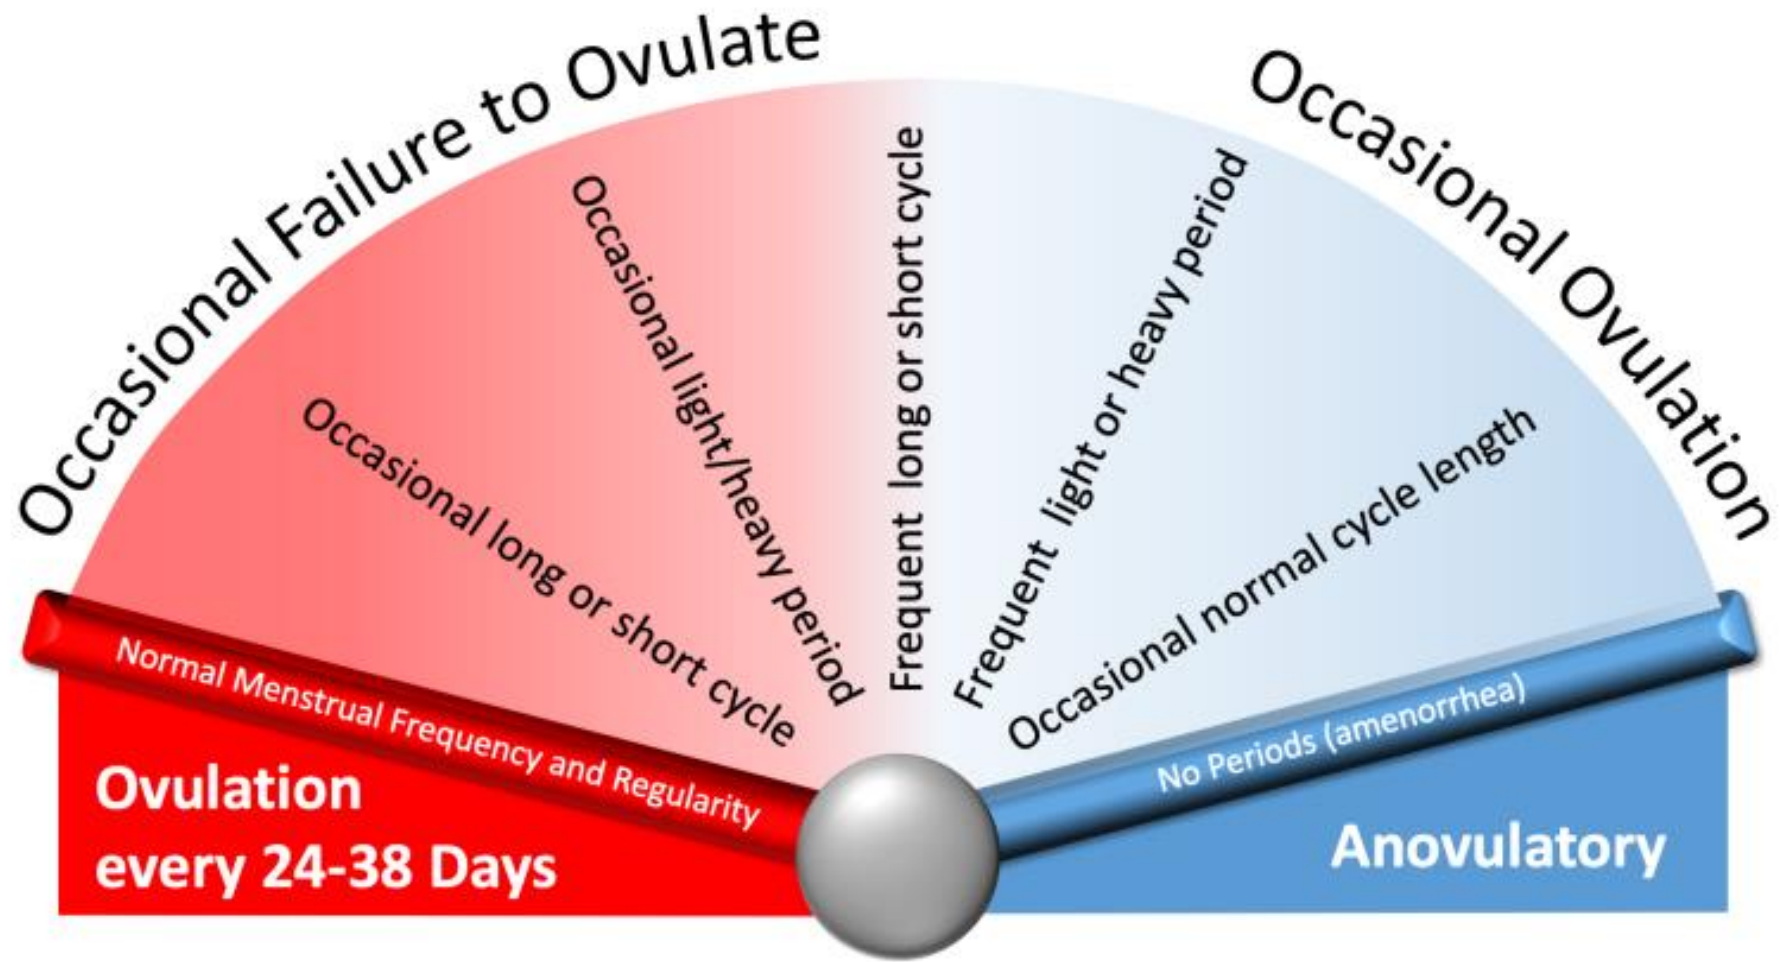 Occasional Failure to Ovulate
Occasional Ovulation
Normal Menstrual Frequency and Regularity
Occasional long or short cycle
Occasional light/heavy period
Frequent long or short cycle
Frequent light or heavy period
Occasional normal cycle length
No Periods (amenorrhea)
Ovulation
every 24-38 Days
Anovulatory